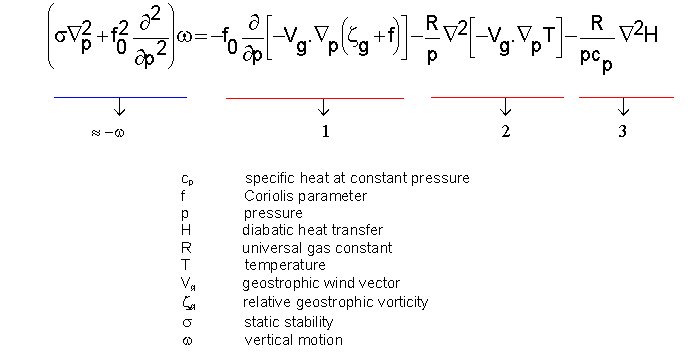 (σ∇p² + f₀² ∂²/∂p²) ω = −f₀ ∂/∂p [−Vg.∇p(ζg + f)] − R/p ∇² [−Vg.∇pT] − R/pcp ∇²H
≈ −ω 1 2 3
cp specific heat at constant pressure
f Coriolis parameter
p pressure
H diabatic heat transfer
R universal gas constant
T temperature
Vg geostrophic wind vector
ζg relative geostrophic vorticity
σ static stability
ω vertical motion